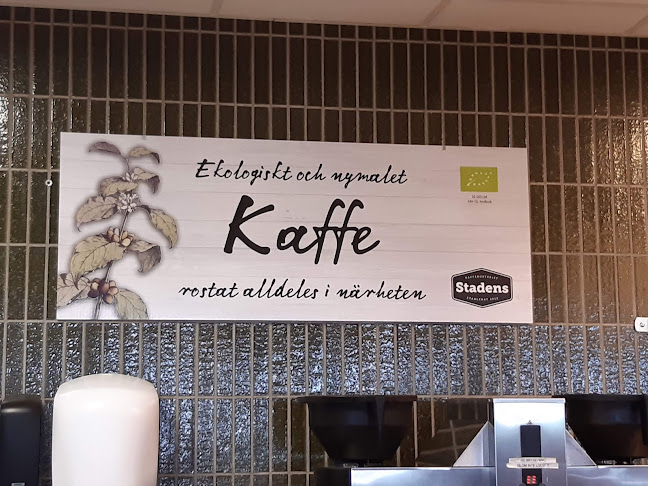 Ekologiskt och nymalet
Kaffe
rostat alldeles i närheten
Stadens